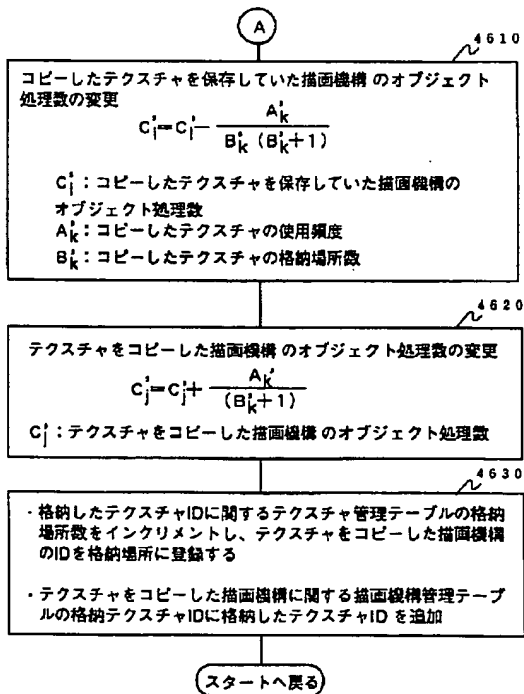 A
4610
コピーしたテクスチャを保存していた描画機構 のオブジェクト
処理数の変更
C'i=C'i− A'k / B'k (B'k+1)
C'i：コピーしたテクスチャを保存していた描画機構の
オブジェクト処理数
A'k：コピーしたテクスチャの使用頻度
B'k：コピーしたテクスチャの格納場所数
4620
テクスチャをコピーした描画機構 のオブジェクト処理数の変更
C'j=C'j+ Ak' / (B'k+1)
C'j：テクスチャをコピーした描画機構 のオブジェクト処理数
4630
・格納したテクスチャIDに関するテクスチャ管理テーブルの格納
場所数をインクリメントし、テクスチャをコピーした描画機構
のIDを格納場所に登録する
・テクスチャをコピーした描画機構に関する描画機構管理テー
ブルの格納テクスチャIDに格納したテクスチャID を追加
スタートへ戻る